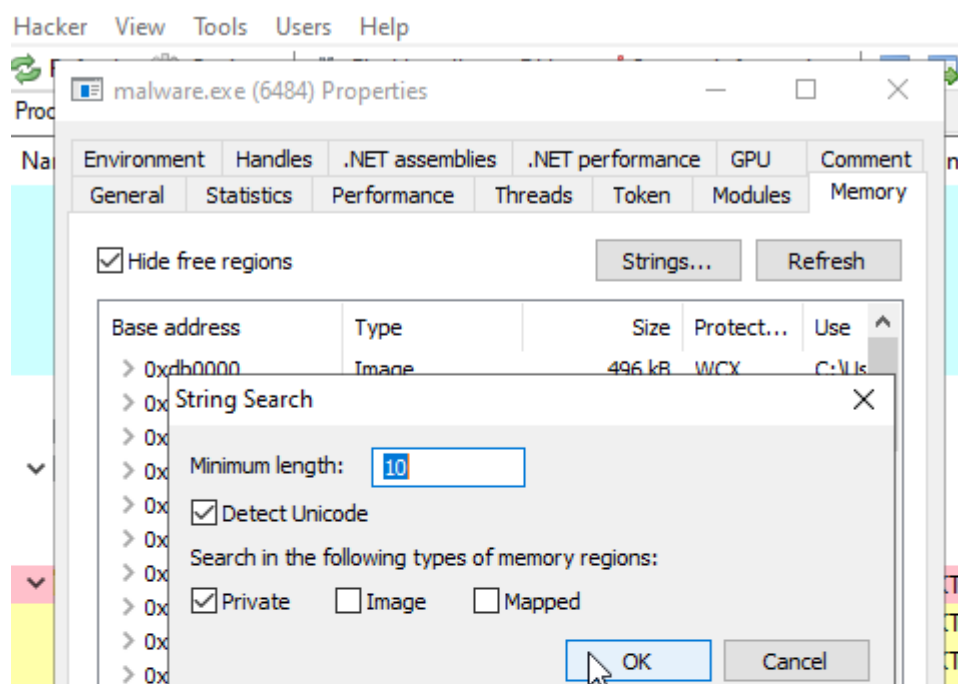 Hacker View Tools Users Help
malware.exe (6484) Properties
Environment Handles .NET assemblies .NET performance GPU Comment
General Statistics Performance Threads Token Modules Memory
Hide free regions Strings... Refresh
Base address Type Size Protect... Use
0xdb0000 Image 496 kB WCX C:\Us
String Search
Minimum length: 10
Detect Unicode
Search in the following types of memory regions:
Private Image Mapped
OK Cancel